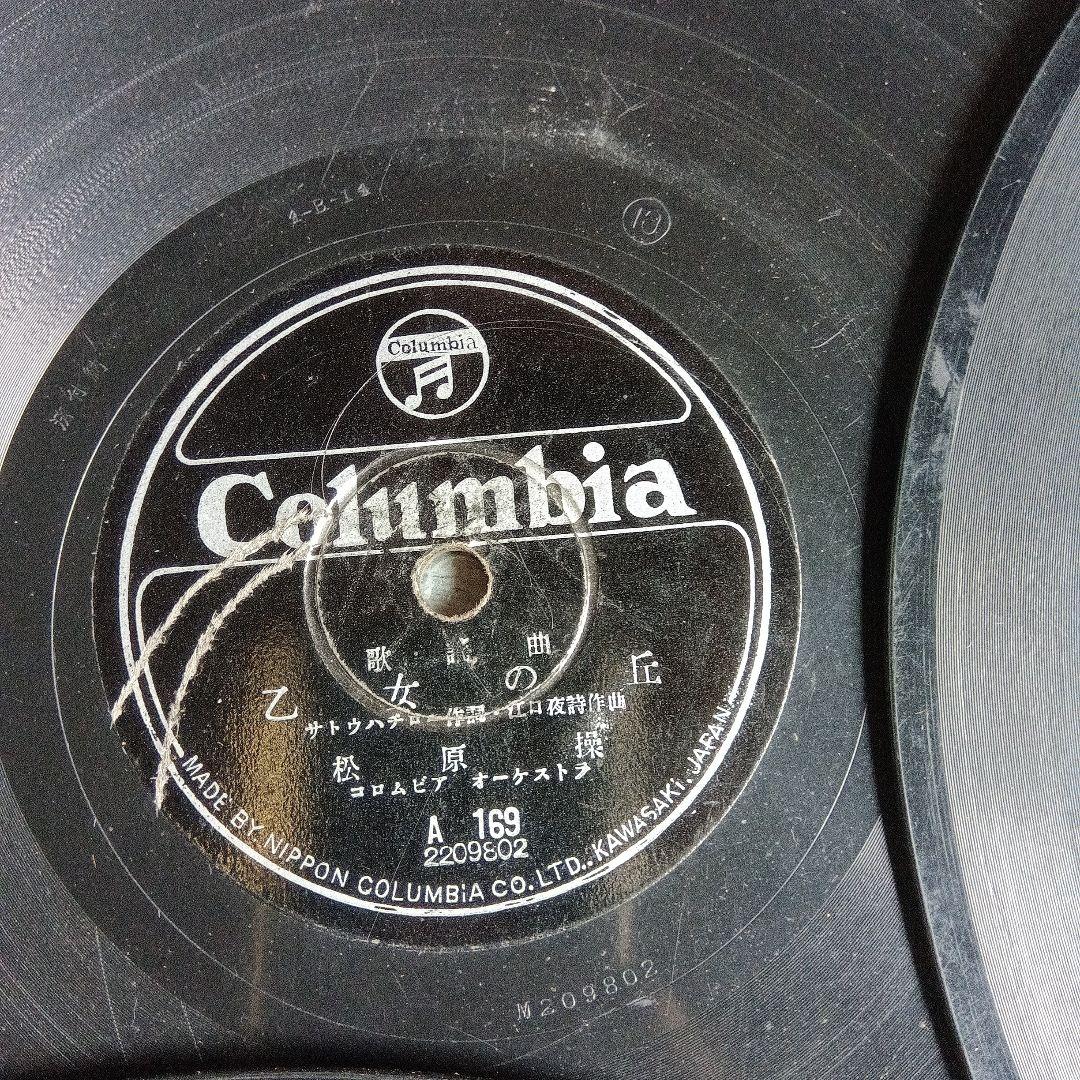 1-B-14
13
Columbia
Columbia
歌謡曲
乙女の丘
サトウハチロー作詞・江口夜詩作曲
松原操
コロムビア オーケストラ
A 169
2209802
MADE BY NIPPON COLUMBiA CO. LTD., KAWASAKi, JAPAN
M209802